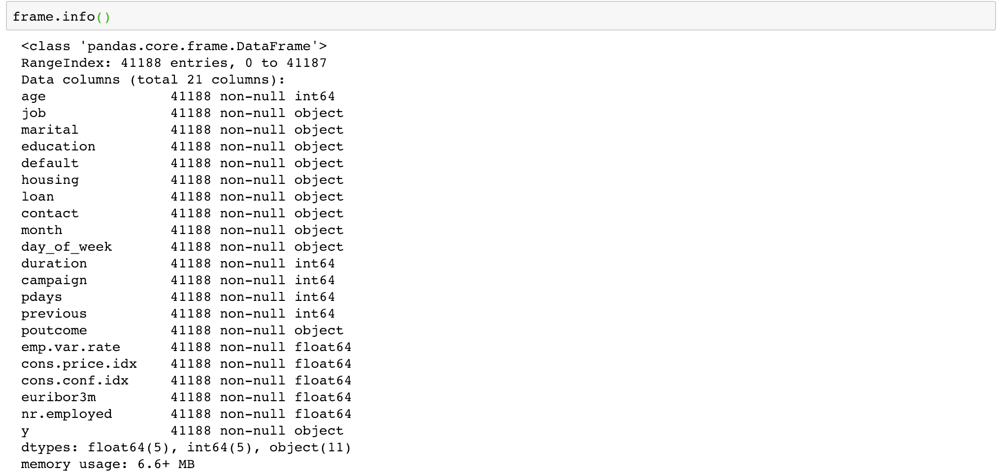 frame.info()
<class 'pandas.core.frame.DataFrame'>
RangeIndex: 41188 entries, 0 to 41187
Data columns (total 21 columns):
age               41188 non-null int64
job               41188 non-null object
marital           41188 non-null object
education         41188 non-null object
default           41188 non-null object
housing           41188 non-null object
loan              41188 non-null object
contact           41188 non-null object
month             41188 non-null object
day_of_week       41188 non-null object
duration          41188 non-null int64
campaign          41188 non-null int64
pdays             41188 non-null int64
previous          41188 non-null int64
poutcome          41188 non-null object
emp.var.rate      41188 non-null float64
cons.price.idx    41188 non-null float64
cons.conf.idx     41188 non-null float64
euribor3m         41188 non-null float64
nr.employed       41188 non-null float64
y                 41188 non-null object
dtypes: float64(5), int64(5), object(11)
memory usage: 6.6+ MB